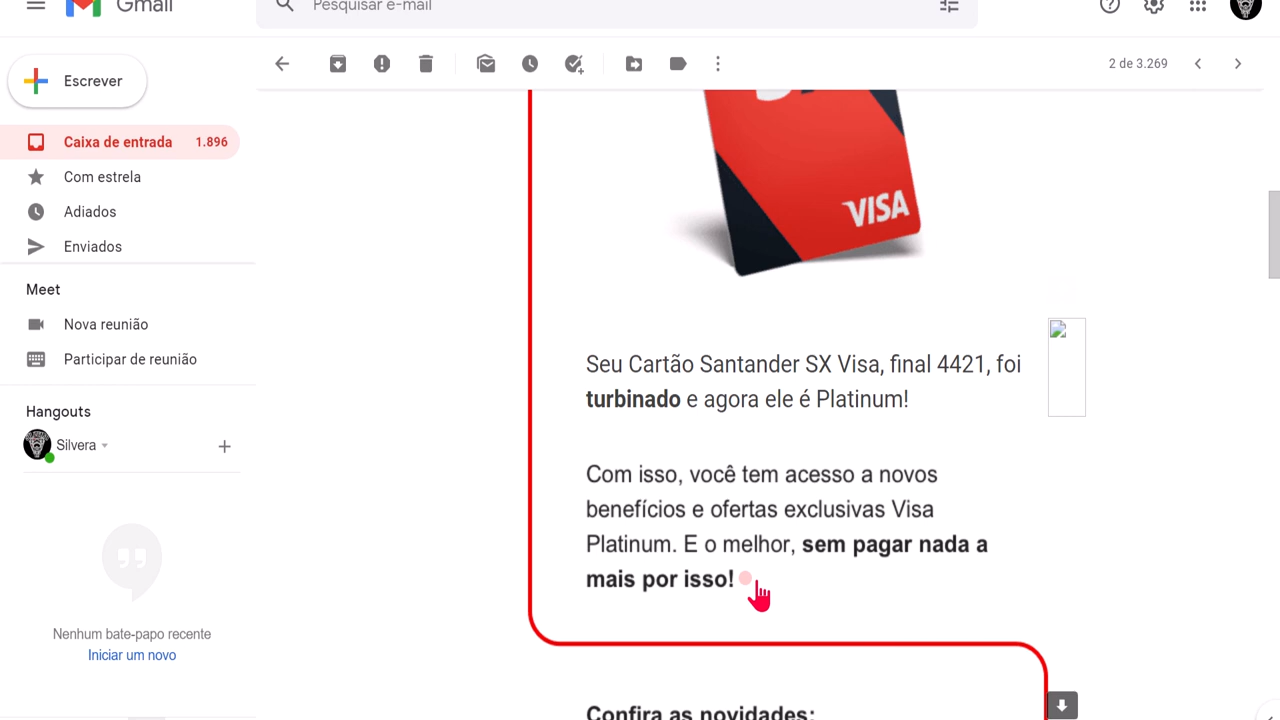 Gmail
Pesquisar e-mail
Escrever
2 de 3.269
Caixa de entrada 1.896
Com estrela
Adiados
Enviados
Meet
Nova reunião
Participar de reunião
Hangouts
Silvera
Nenhum bate-papo recente
Iniciar um novo
VISA
Seu Cartão Santander SX Visa, final 4421, foi
turbinado e agora ele é Platinum!
Com isso, você tem acesso a novos
benefícios e ofertas exclusivas Visa
Platinum. E o melhor, sem pagar nada a
mais por isso!
Confira as novidades: